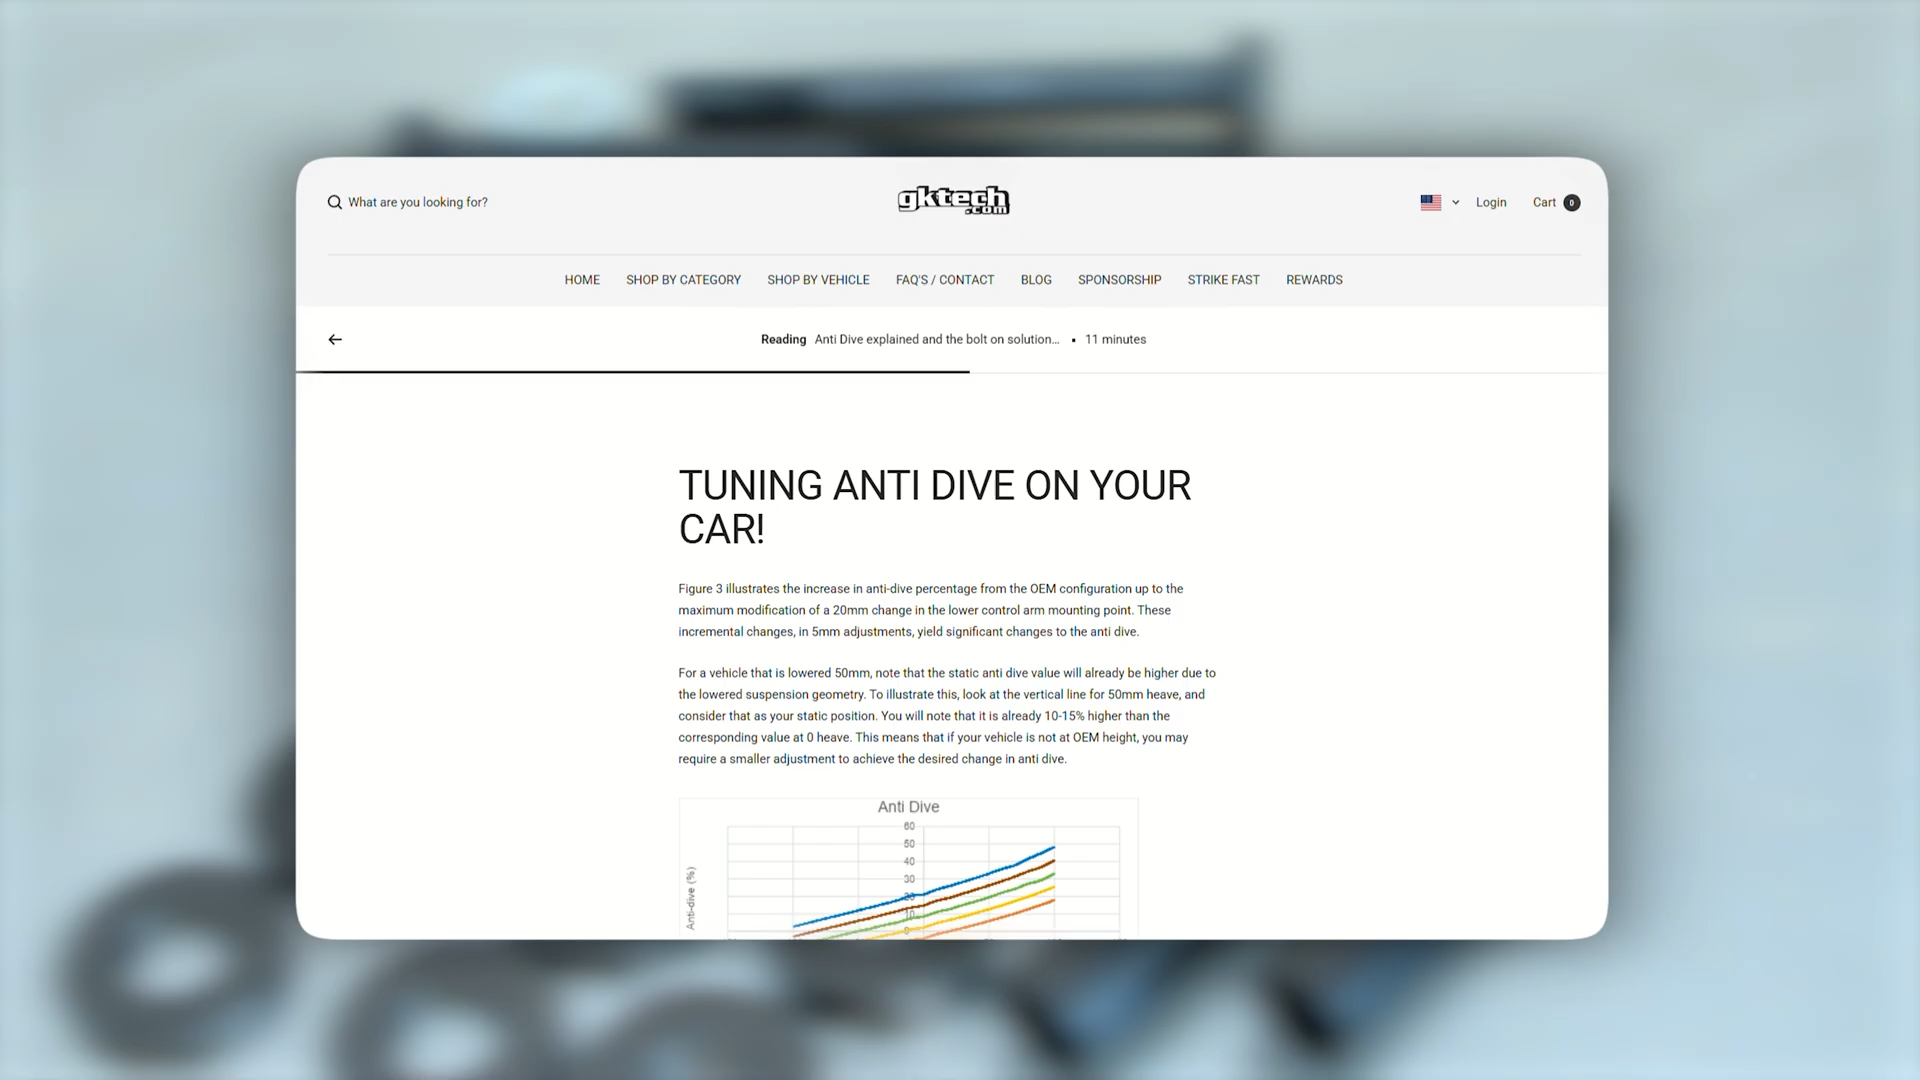 What are you looking for?
gktech
.com
Login
Cart 0
HOME SHOP BY CATEGORY SHOP BY VEHICLE FAQ'S / CONTACT BLOG SPONSORSHIP STRIKE FAST REWARDS
Reading Anti Dive explained and the bolt on solution... • 11 minutes
TUNING ANTI DIVE ON YOUR
CAR!
Figure 3 illustrates the increase in anti-dive percentage from the OEM configuration up to the
maximum modification of a 20mm change in the lower control arm mounting point. These
incremental changes, in 5mm adjustments, yield significant changes to the anti dive.
For a vehicle that is lowered 50mm, note that the static anti dive value will already be higher due to
the lowered suspension geometry. To illustrate this, look at the vertical line for 50mm heave, and
consider that as your static position. You will note that it is already 10-15% higher than the
corresponding value at 0 heave. This means that if your vehicle is not at OEM height, you may
require a smaller adjustment to achieve the desired change in anti dive.
Anti Dive
Anti-dive (%)
60
50
40
30
20
10
0